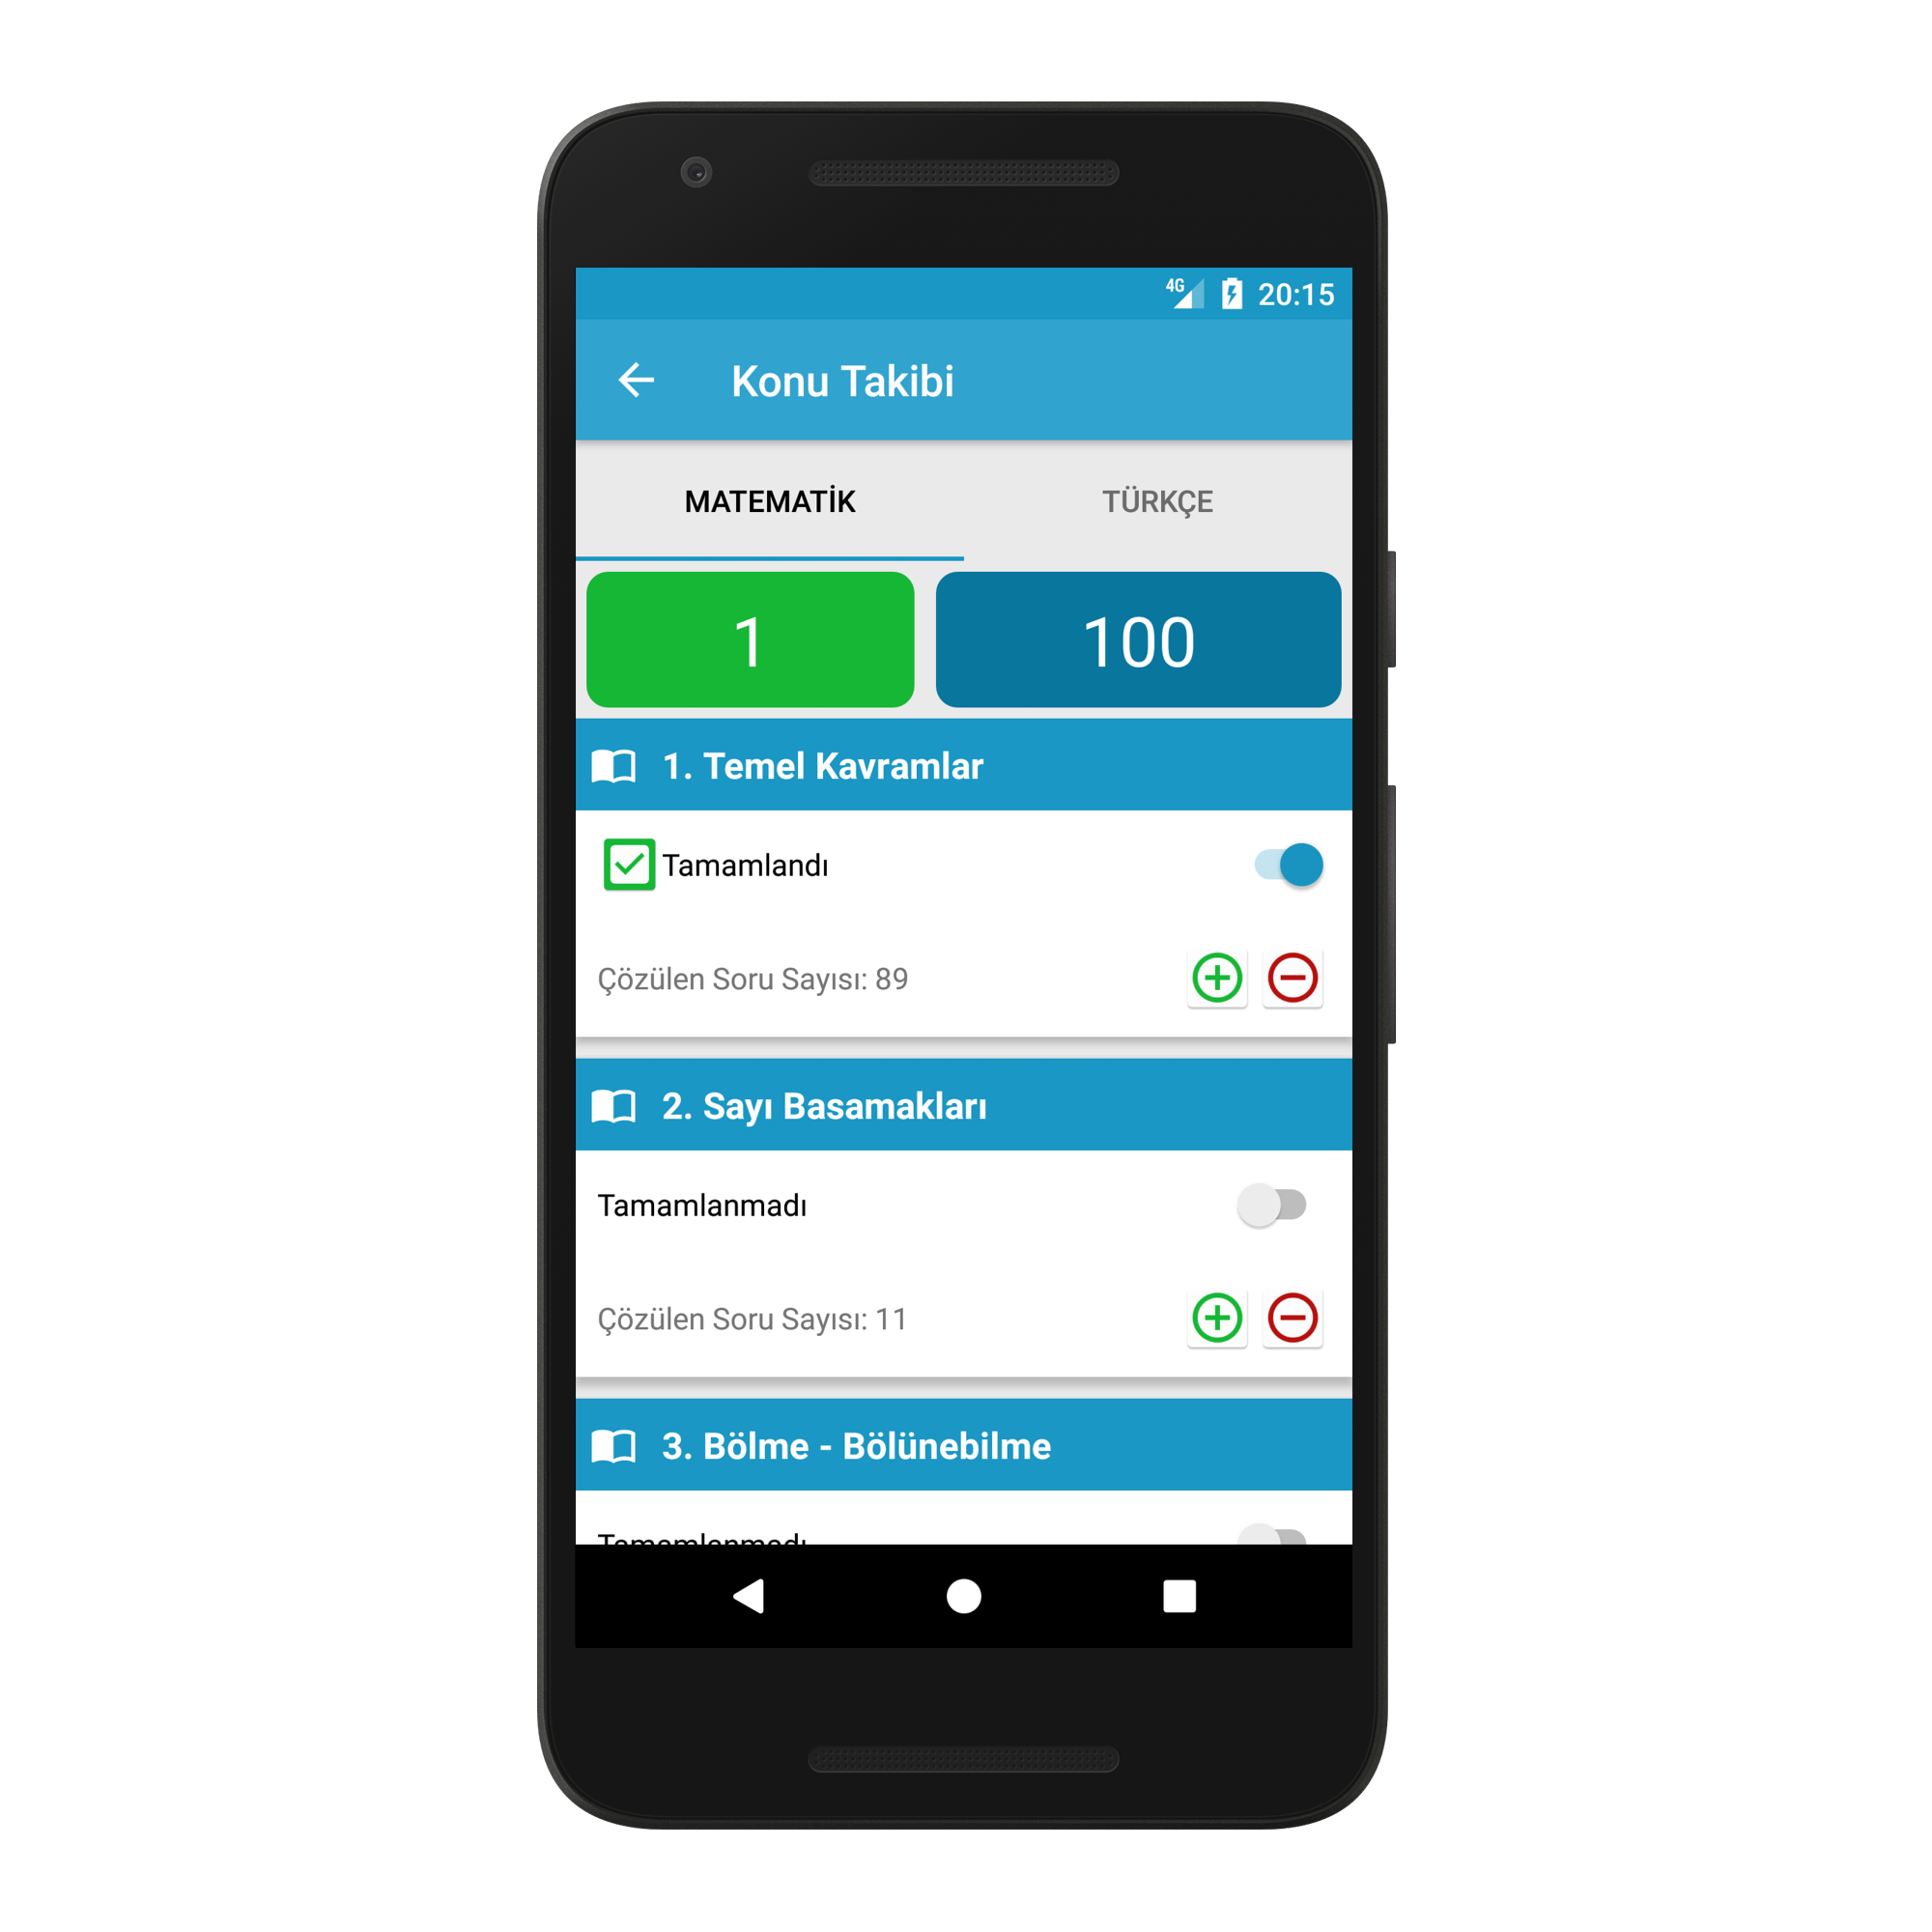 4G 20:15
Konu Takibi
MATEMATİK TÜRKÇE
1 100
1. Temel Kavramlar
Tamamlandı
Çözülen Soru Sayısı: 89
2. Sayı Basamakları
Tamamlanmadı
Çözülen Soru Sayısı: 11
3. Bölme - Bölünebilme
Tamamlanmadı